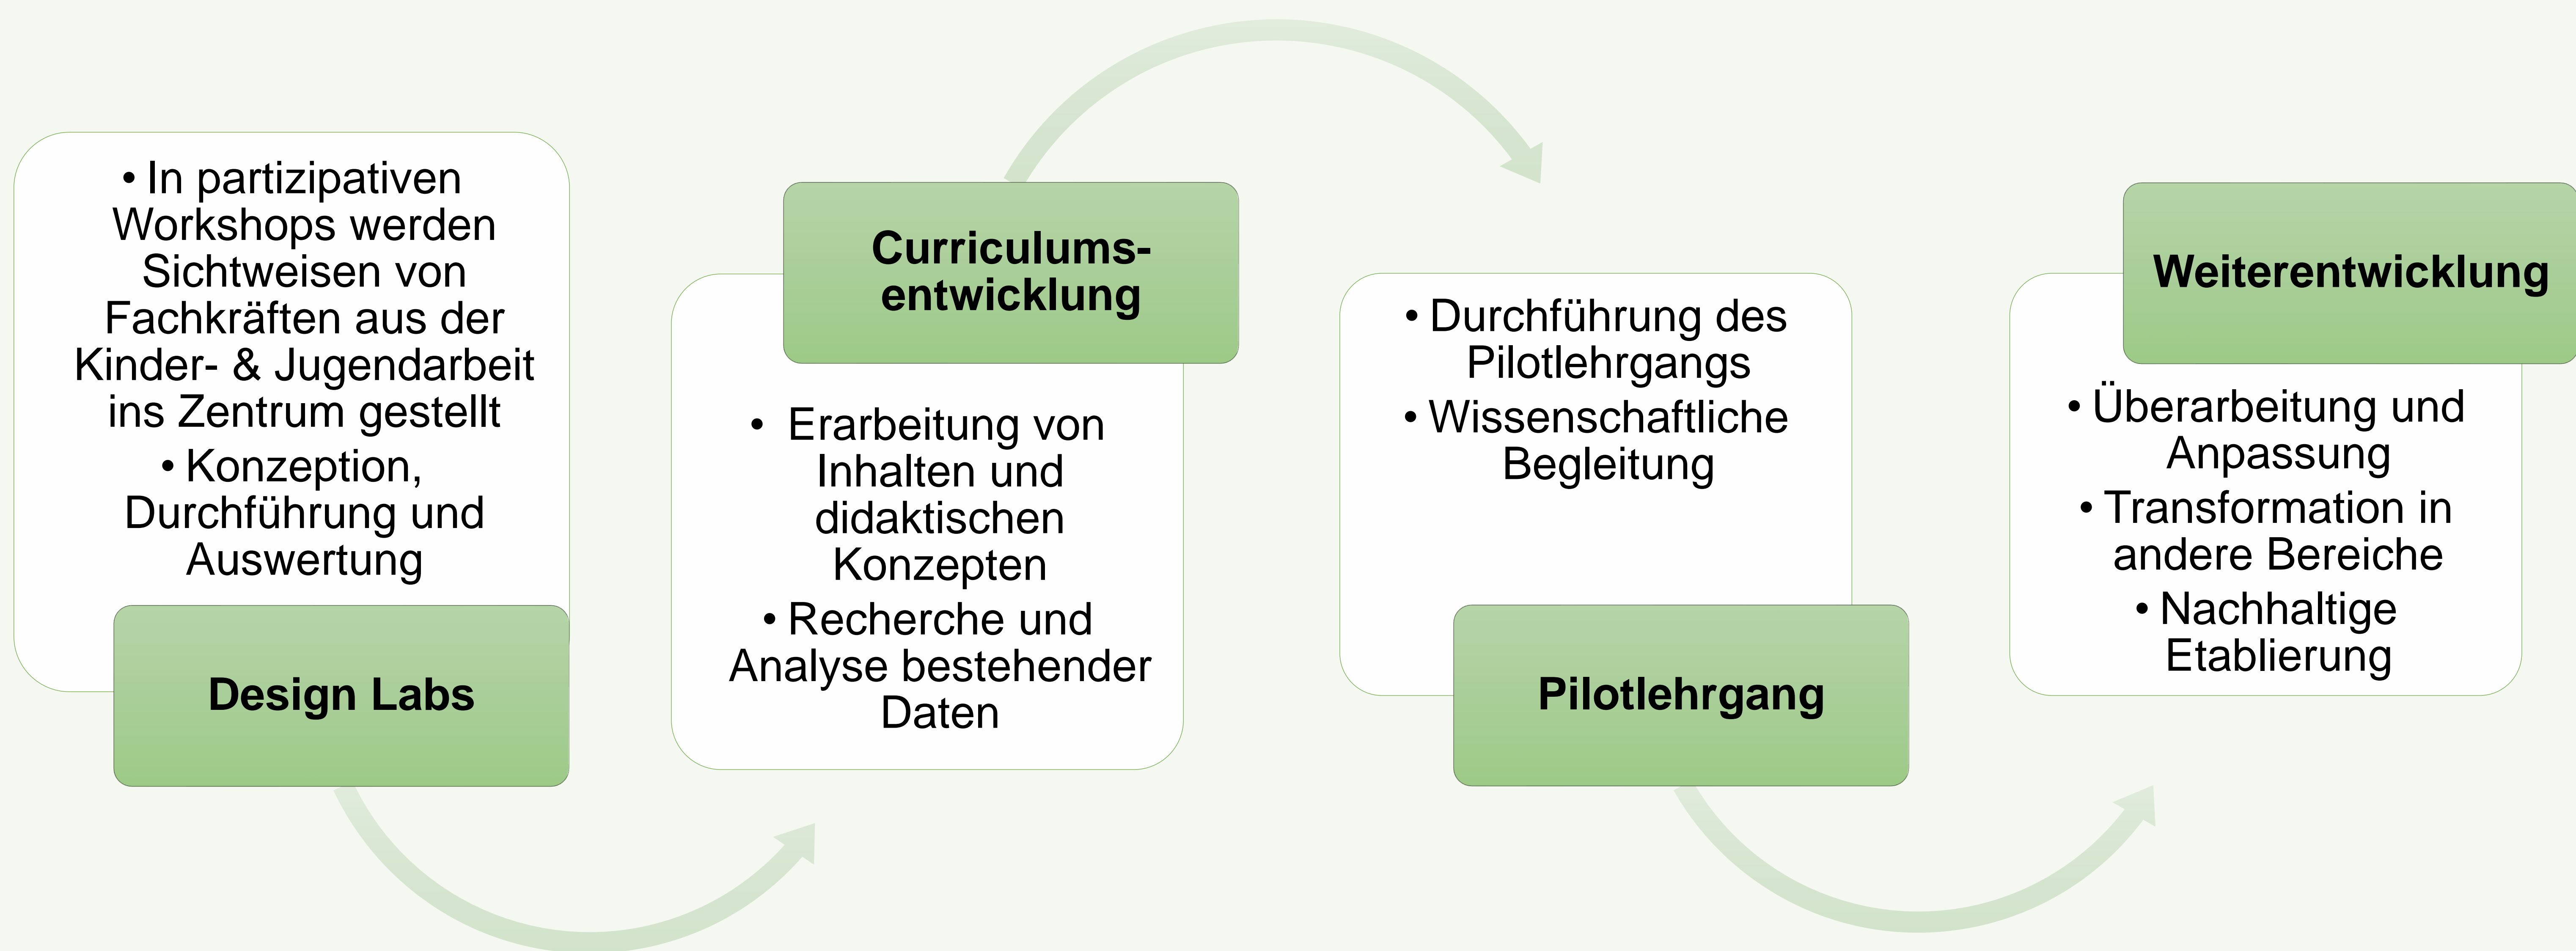 • In partizipativen
Workshops werden
Sichtweisen von
Fachkräften aus der
Kinder- & Jugendarbeit
ins Zentrum gestellt
• Konzeption,
Durchführung und
Auswertung
Design Labs
Curriculums-
entwicklung
• Erarbeitung von
Inhalten und
didaktischen
Konzepten
• Recherche und
Analyse bestehender
Daten
• Durchführung des
Pilotlehrgangs
• Wissenschaftliche
Begleitung
Pilotlehrgang
Weiterentwicklung
• Überarbeitung und
Anpassung
• Transformation in
andere Bereiche
• Nachhaltige
Etablierung